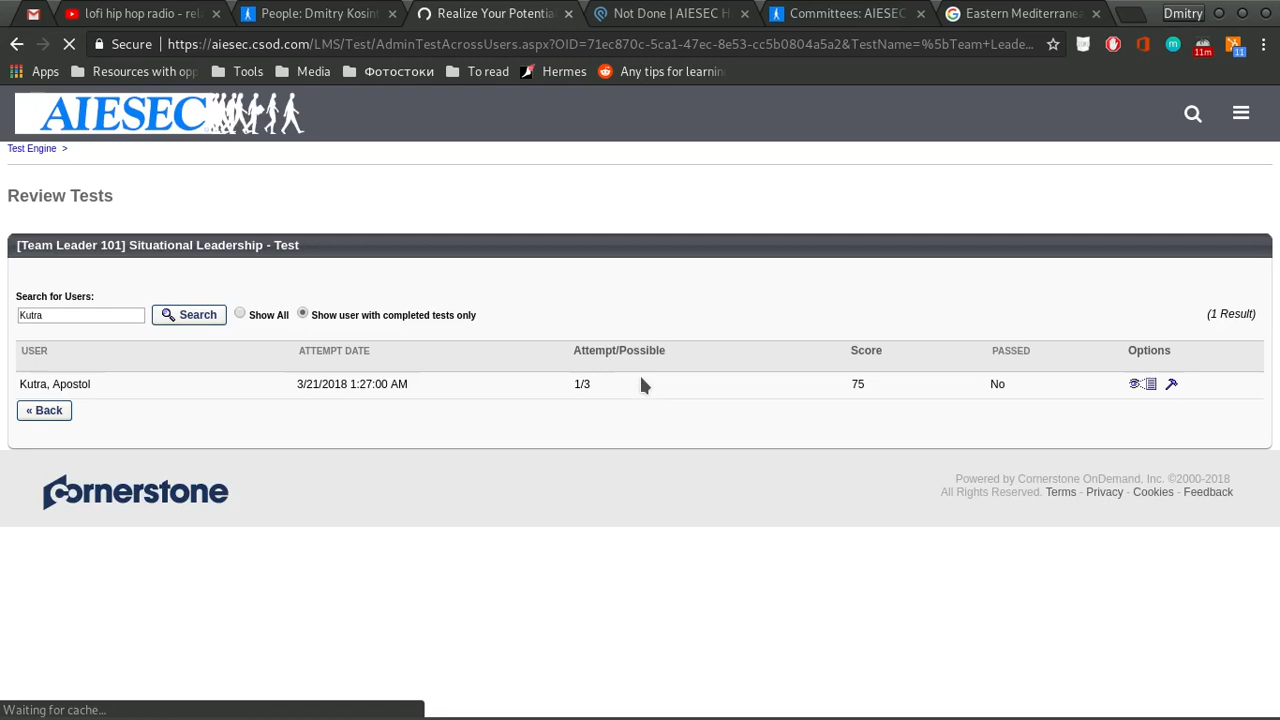 lofi hip hop radio - rel
People: Dmitry Kosint
Realize Your Potentia
Not Done | AIESEC H
Committees: AIESEC
Eastern Mediterranea
Dmitry
Secure
https://aiesec.csod.com/LMS/Test/AdminTestAcrossUsers.aspx?OID=71ec870c-5ca1-47ec-8e53-cc5b0804a5a2&TestName=%5bTeam+Leade...
11m
11
Apps
Resources with opp
Tools
Media
Фотостоки
To read
Hermes
Any tips for learnin
AIESEC
Test Engine >
Review Tests
[Team Leader 101] Situational Leadership - Test
Search for Users:
Kutra
Search
Show All
Show user with completed tests only
(1 Result)
USER ATTEMPT DATE Attempt/Possible Score PASSED Options
Kutra, Apostol 3/21/2018 1:27:00 AM 1/3 75 No
« Back
Cornerstone
Powered by Cornerstone OnDemand, Inc. ©2000-2018
All Rights Reserved. Terms · Privacy · Cookies · Feedback
Waiting for cache...